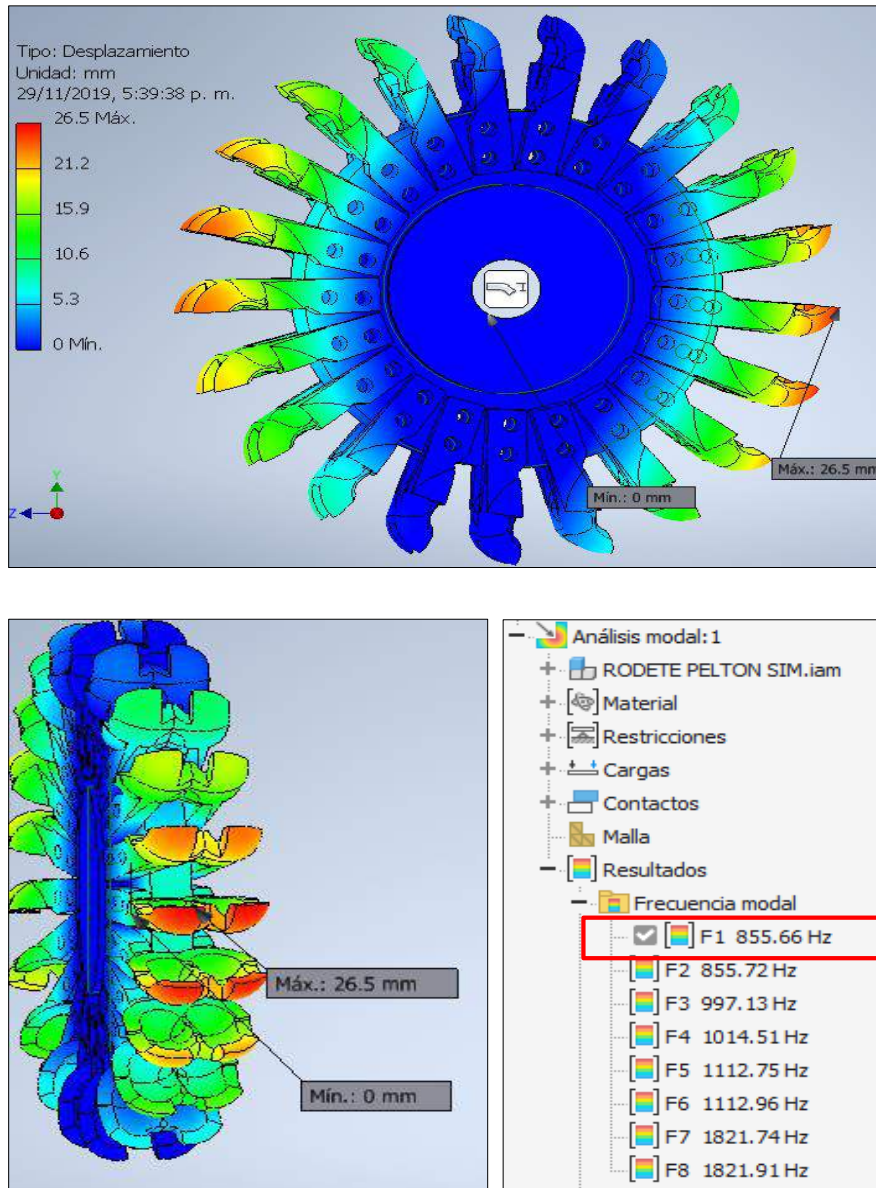 Tipo: Desplazamiento
Unidad: mm
29/11/2019, 5:39:38 p. m.
26.5 Máx.
21.2
15.9
10.6
5.3
0 Mín.
Máx.: 26.5 mm
Mín.: 0 mm
Y
Z
Máx.: 26.5 mm
Mín.: 0 mm
Análisis modal:1
RODETE PELTON SIM.iam
Material
Restricciones
Cargas
Contactos
Malla
Resultados
Frecuencia modal
F1 855.66 Hz
F2 855.72 Hz
F3 997.13 Hz
F4 1014.51 Hz
F5 1112.75 Hz
F6 1112.96 Hz
F7 1821.74 Hz
F8 1821.91 Hz